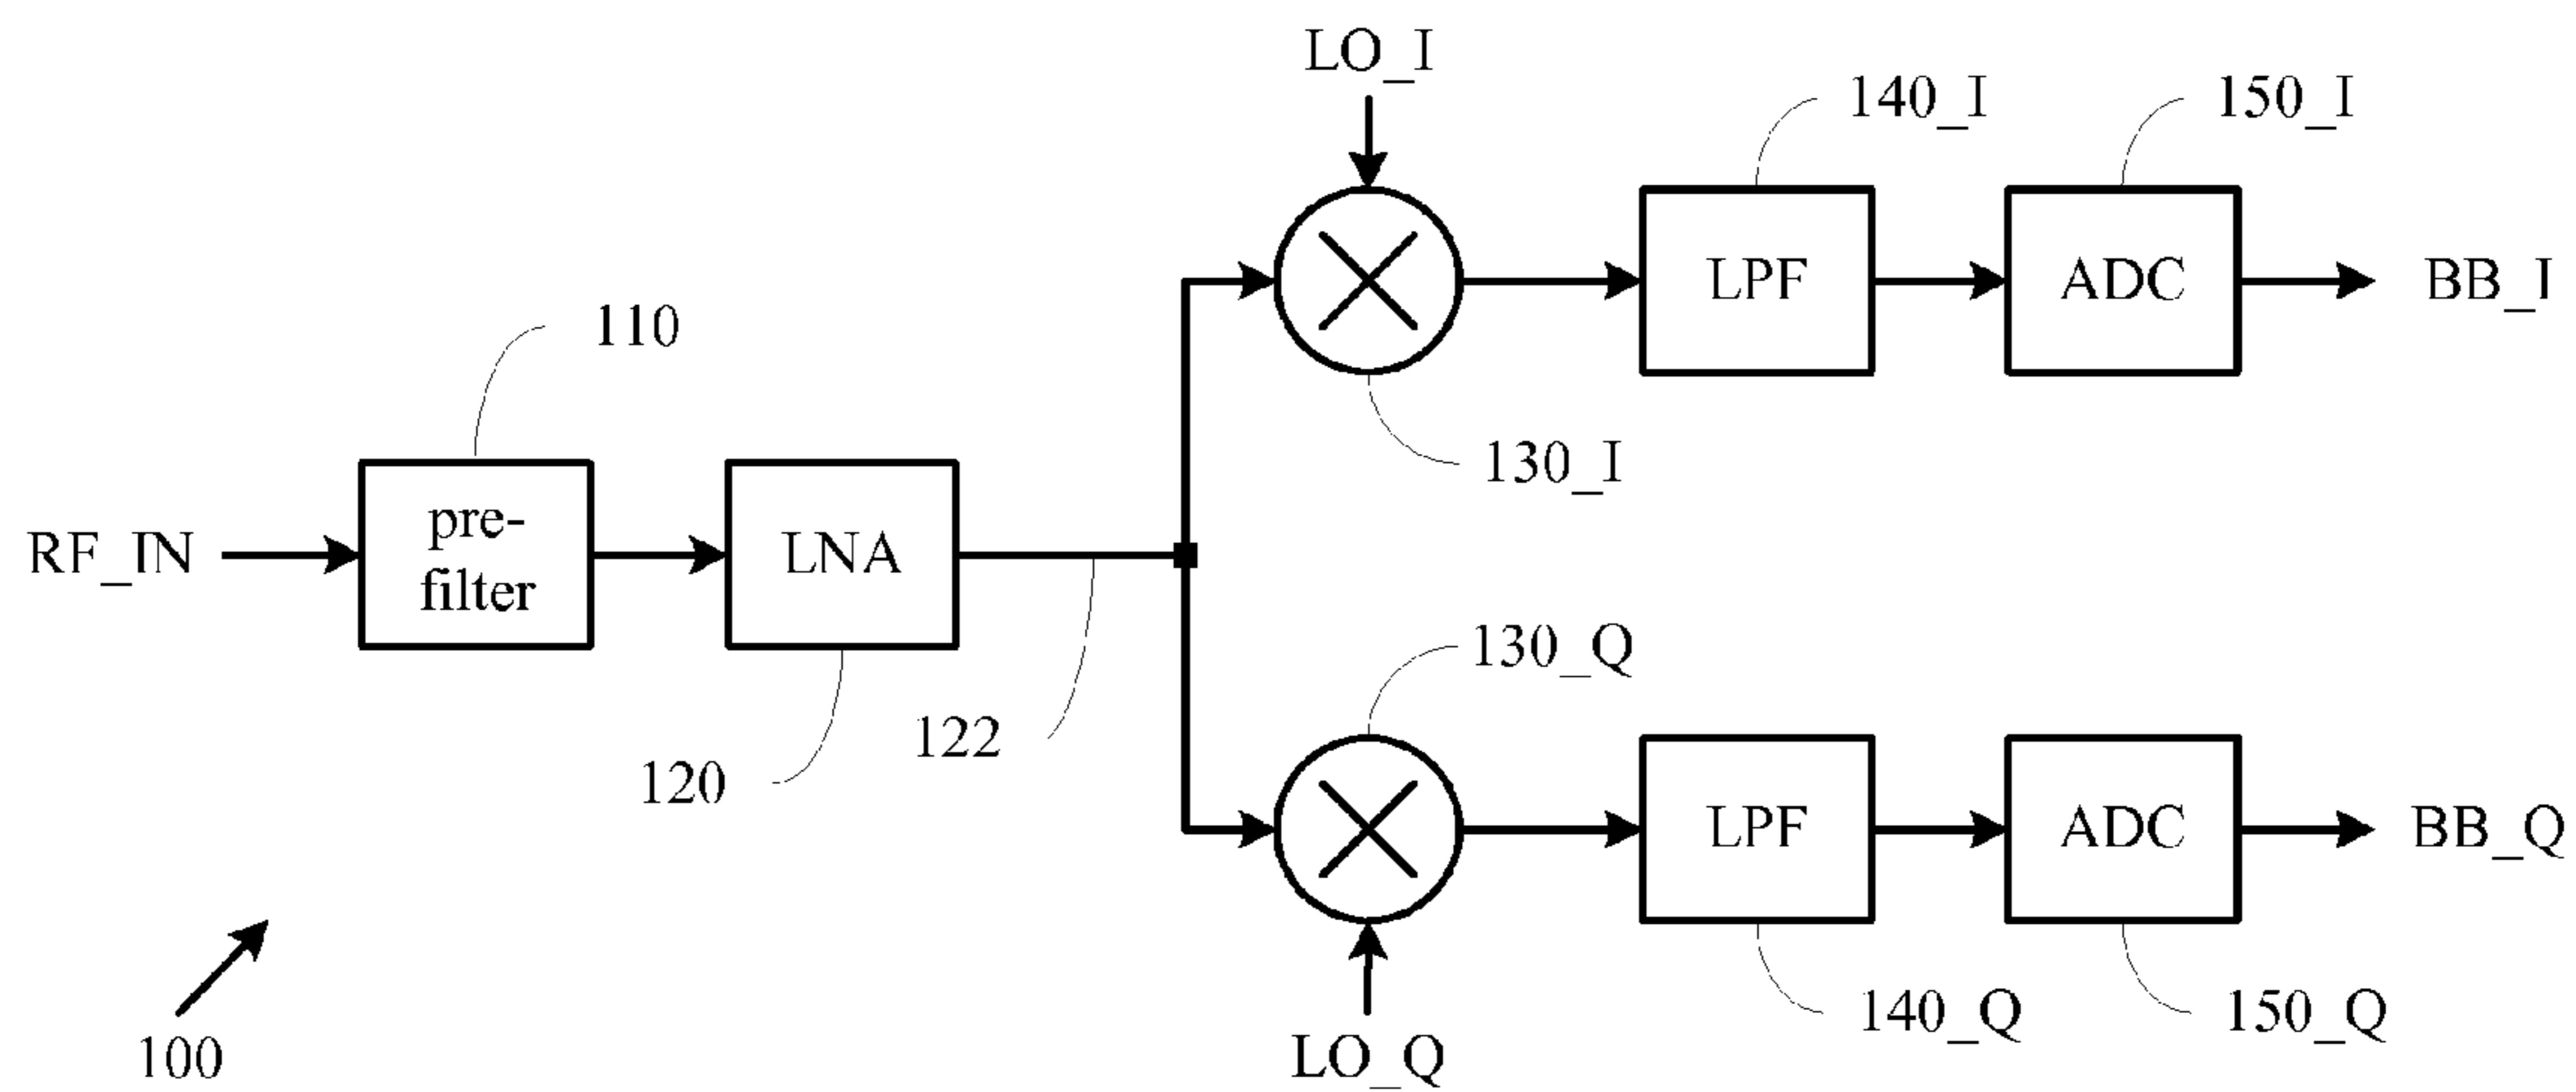 LO_I
140_I
150_I
LPF
ADC
BB_I
110
130_I
RF_IN
pre-
filter
LNA
122
120
130_Q
LPF
ADC
BB_Q
140_Q
150_Q
LO_Q
100